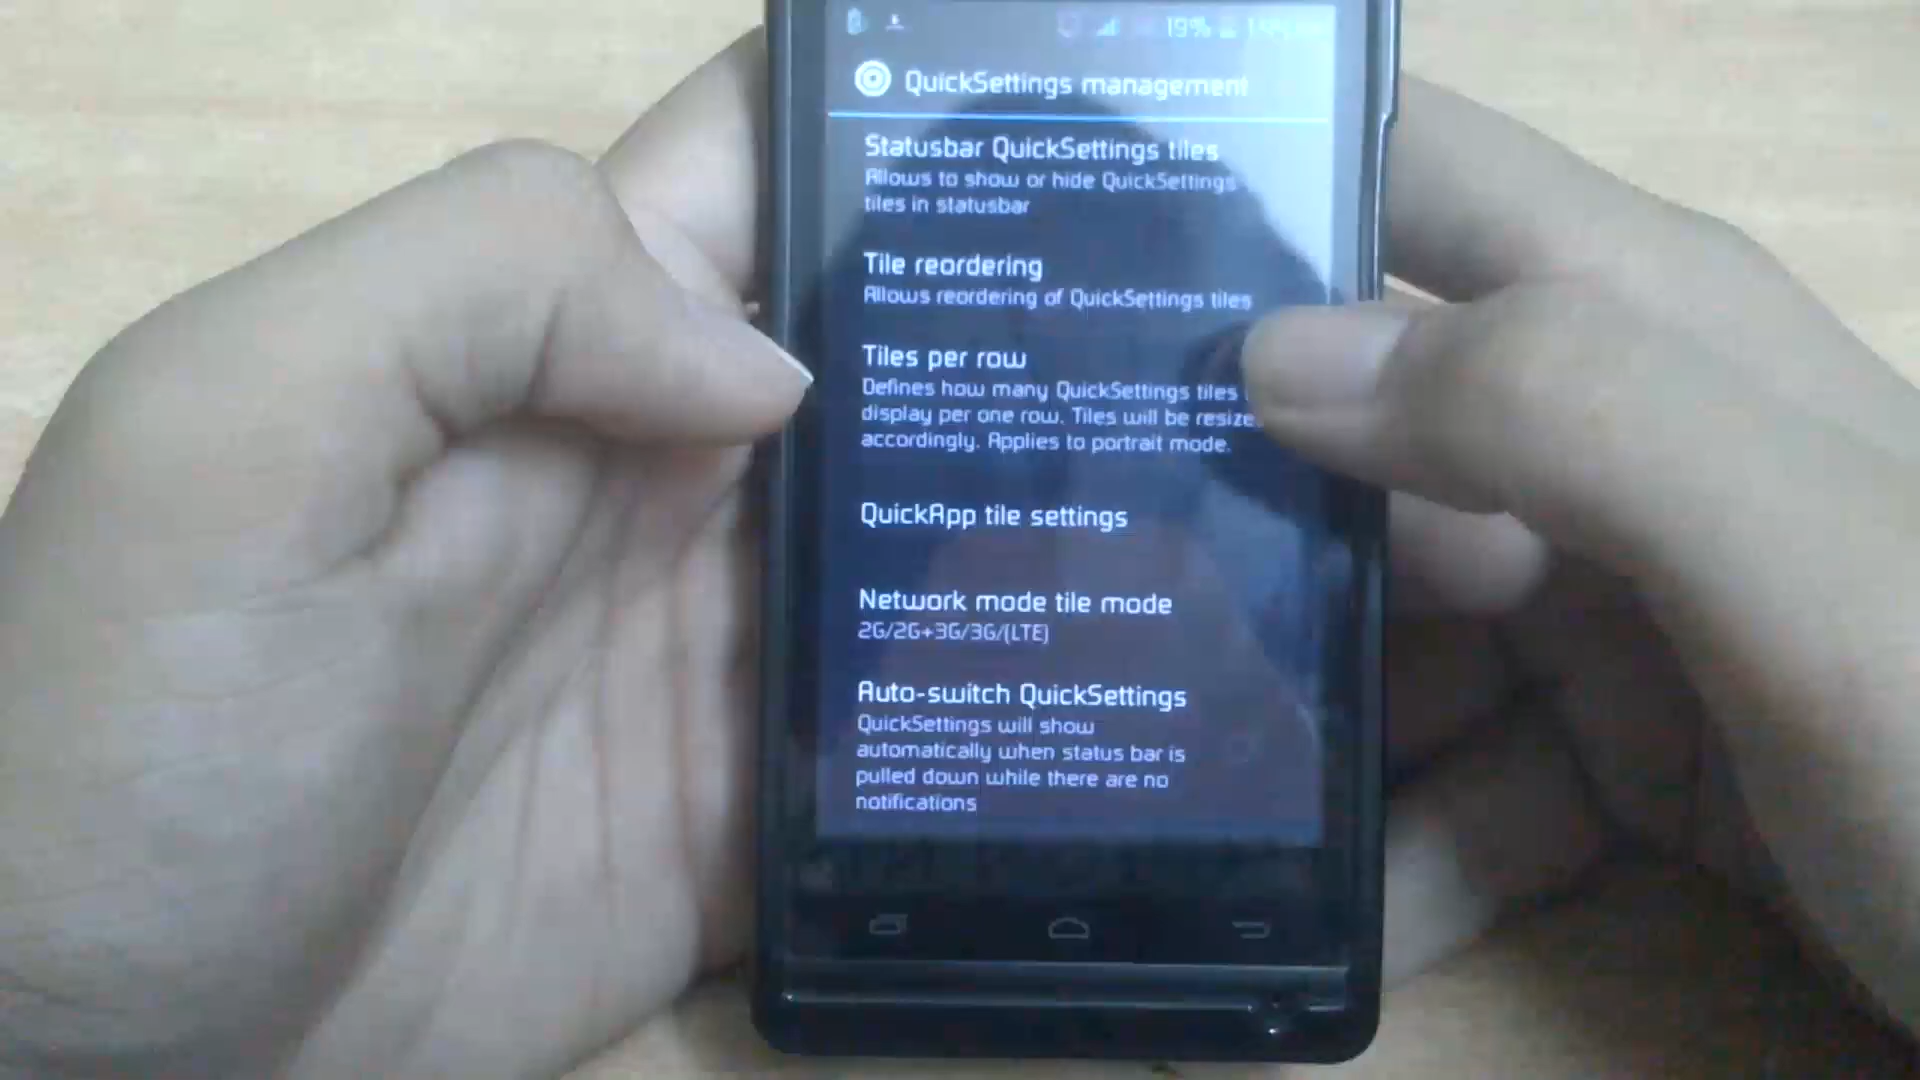 19%
QuickSettings management
Statusbar QuickSettings tiles
Allows to show or hide QuickSettings
tiles in statusbar
Tile reordering
Allows reordering of QuickSettings tiles
Tiles per row
Defines how many QuickSettings tiles
display per one row. Tiles will be
accordingly. Applies to portrait mode.
QuickApp tile settings
Network mode tile mode
2G/2G+3G/3G/(LTE)
Auto-switch QuickSettings
QuickSettings will show
automatically when status bar is
pulled down while there are no
notifications